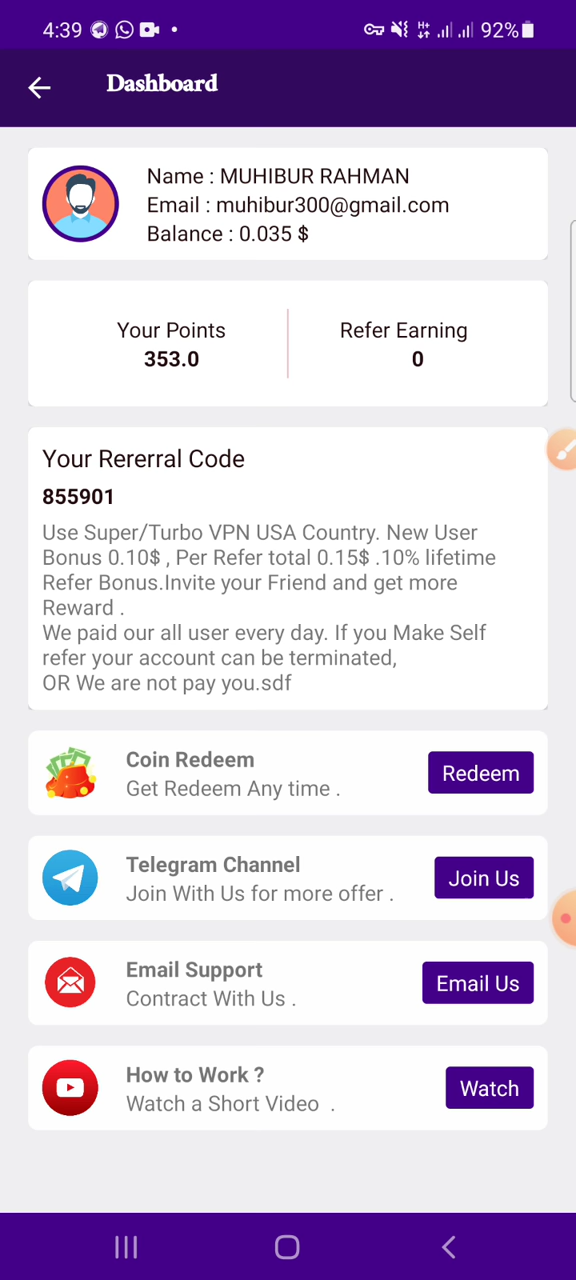 4:39
92%
Dashboard
Name : MUHIBUR RAHMAN
Email : muhibur300@gmail.com
Balance : 0.035 $
Your Points
353.0
Refer Earning
0
Your Rererral Code
855901
Use Super/Turbo VPN USA Country. New User
Bonus 0.10$ , Per Refer total 0.15$ .10% lifetime
Refer Bonus.Invite your Friend and get more
Reward .
We paid our all user every day. If you Make Self
refer your account can be terminated,
OR We are not pay you.sdf
Coin Redeem
Get Redeem Any time .
Redeem
Telegram Channel
Join With Us for more offer .
Join Us
Email Support
Contract With Us .
Email Us
How to Work ?
Watch a Short Video  .
Watch